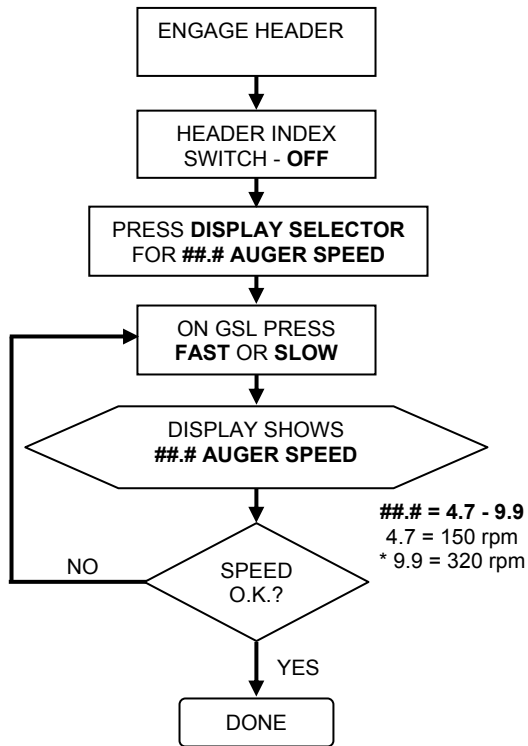 ENGAGE HEADER
HEADER INDEX
SWITCH - OFF
PRESS DISPLAY SELECTOR
FOR ##.# AUGER SPEED
ON GSL PRESS
FAST OR SLOW
DISPLAY SHOWS
##.# AUGER SPEED
##.# = 4.7 - 9.9
4.7 = 150 rpm
* 9.9 = 320 rpm
NO
SPEED
O.K.?
YES
DONE